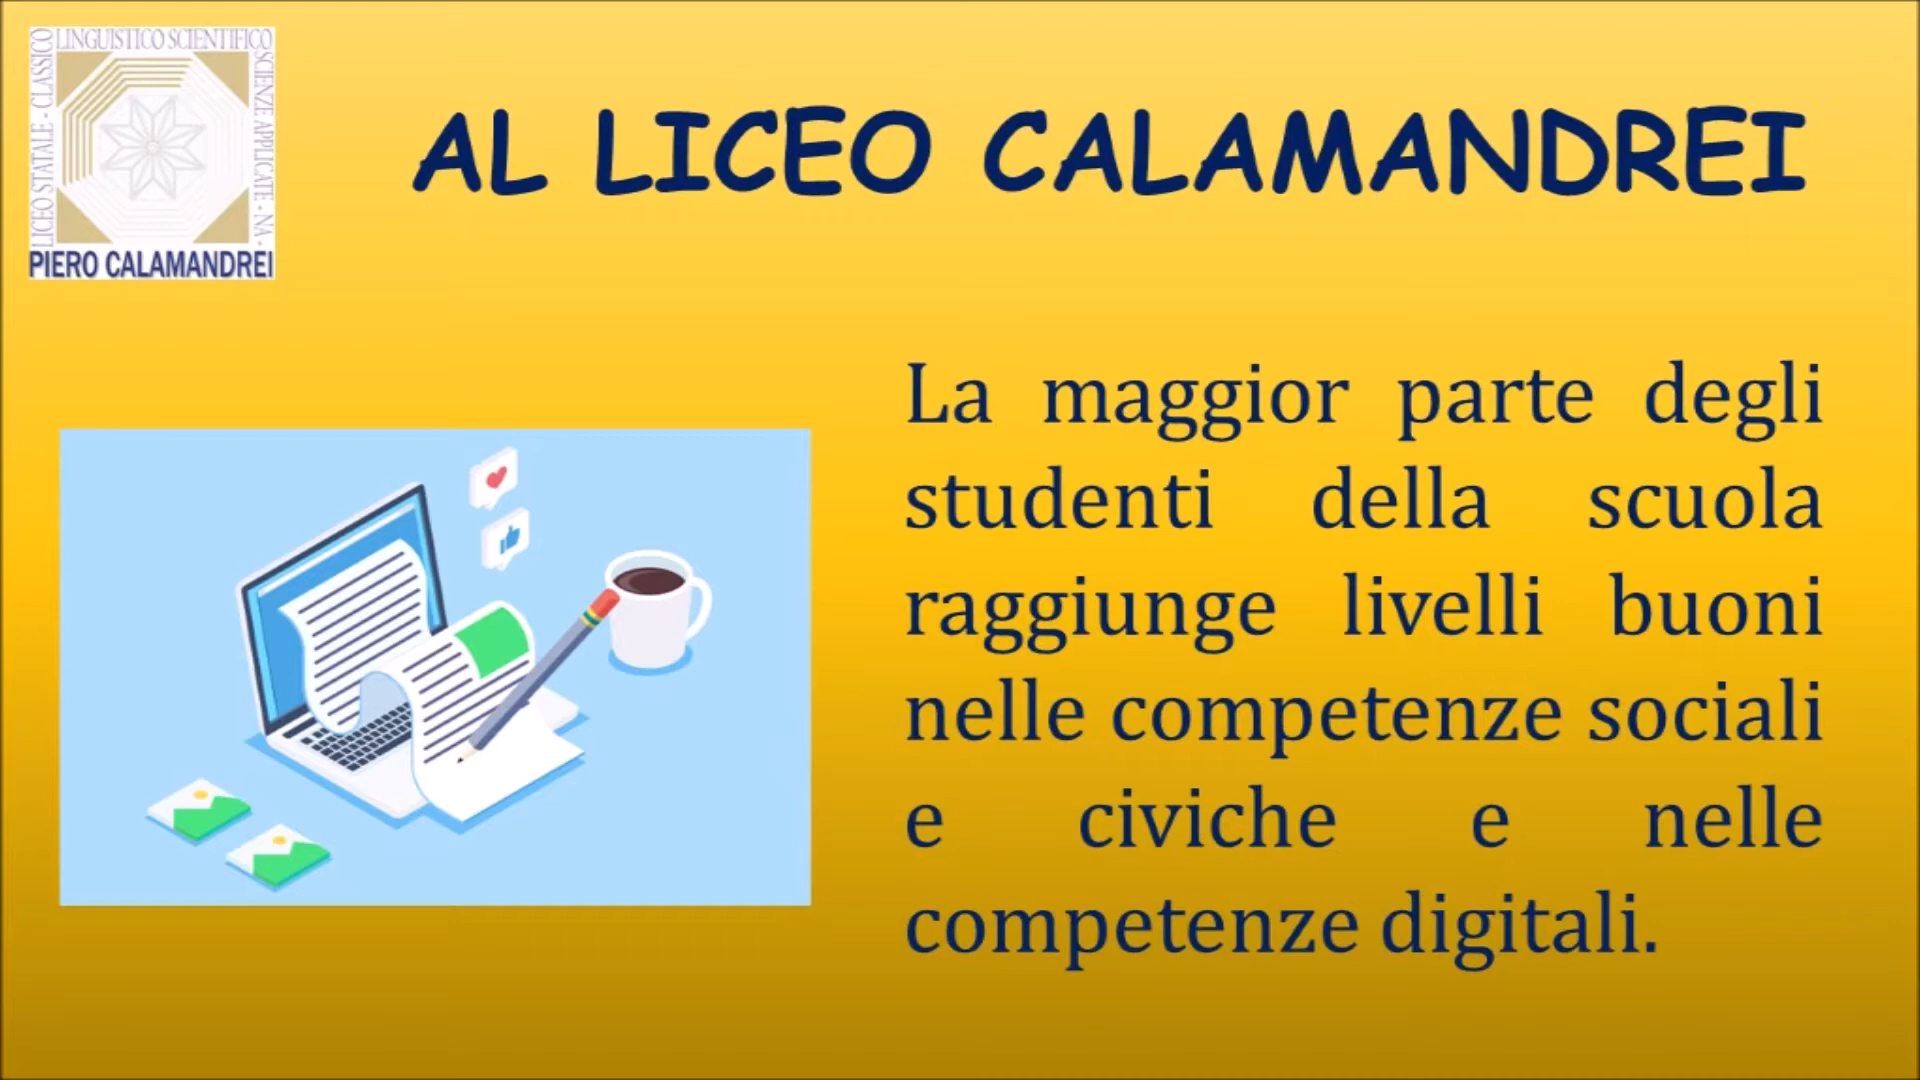 LINGUISTICO SCIENTIFICO
LICEO STATALE - CLASSICO
SCIENZE APPLICATE - NA -
PIERO CALAMANDREI
AL LICEO CALAMANDREI
La maggior parte degli
studenti della scuola
raggiunge livelli buoni
nelle competenze sociali
e civiche e nelle
competenze digitali.